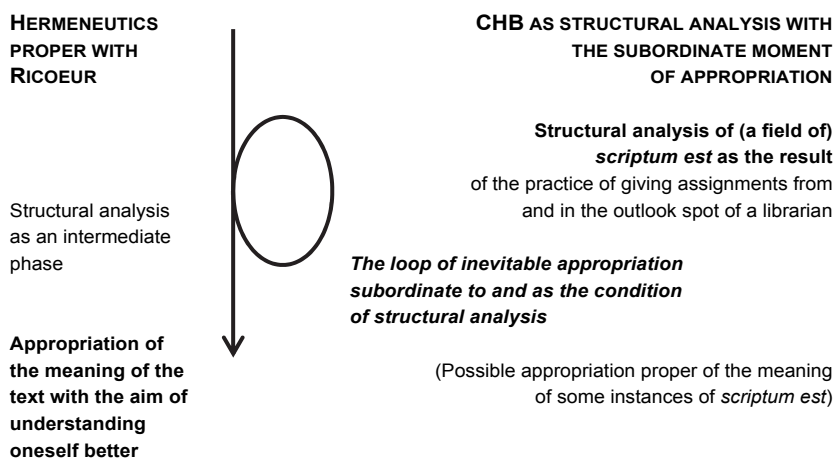 HERMENEUTICS
PROPER WITH
RICOEUR
Structural analysis
as an intermediate
phase
Appropriation of
the meaning of the
text with the aim of
understanding
oneself better
CHB AS STRUCTURAL ANALYSIS WITH
THE SUBORDINATE MOMENT
OF APPROPRIATION
Structural analysis of (a field of)
scriptum est as the result
of the practice of giving assignments from
and in the outlook spot of a librarian
The loop of inevitable appropriation
subordinate to and as the condition
of structural analysis
(Possible appropriation proper of the meaning
of some instances of scriptum est)